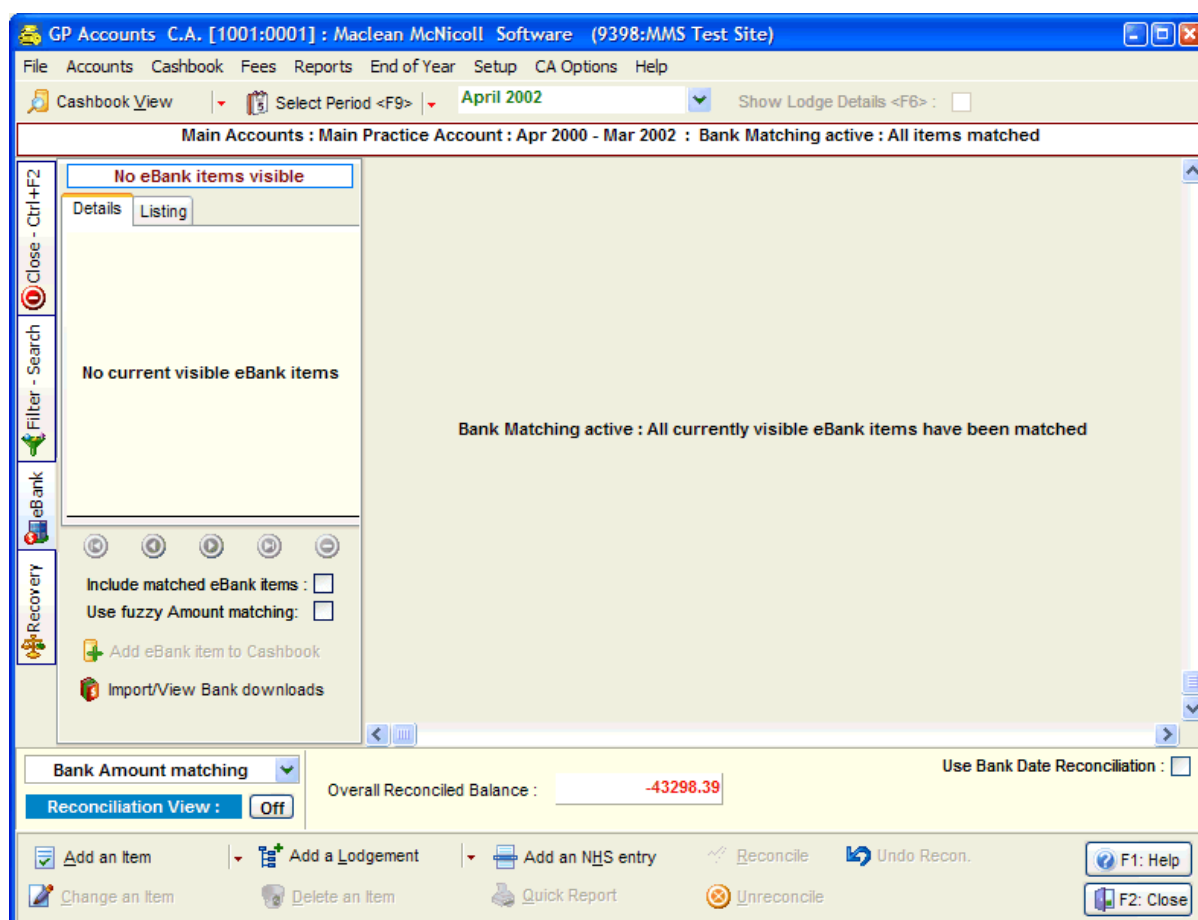 GP Accounts C.A. [1001:0001] : Maclean McNicoll Software (9398:MMS Test Site)
File Accounts Cashbook Fees Reports End of Year Setup CA Options Help
Cashbook View Select Period <F9> April 2002 Show Lodge Details <F6> :
Main Accounts : Main Practice Account : Apr 2000 - Mar 2002 : Bank Matching active : All items matched
Close - Ctrl+F2
Filter - Search
eBank
Recovery
No eBank items visible
Details Listing
No current visible eBank items
Include matched eBank items :
Use fuzzy Amount matching:
Add eBank item to Cashbook
Import/View Bank downloads
Bank Matching active : All currently visible eBank items have been matched
Bank Amount matching
Reconciliation View : Off
Overall Reconciled Balance : -43298.39
Use Bank Date Reconciliation :
Add an Item Add a Lodgement Add an NHS entry Reconcile Undo Recon. F1: Help
Change an Item Delete an Item Quick Report Unreconcile F2: Close